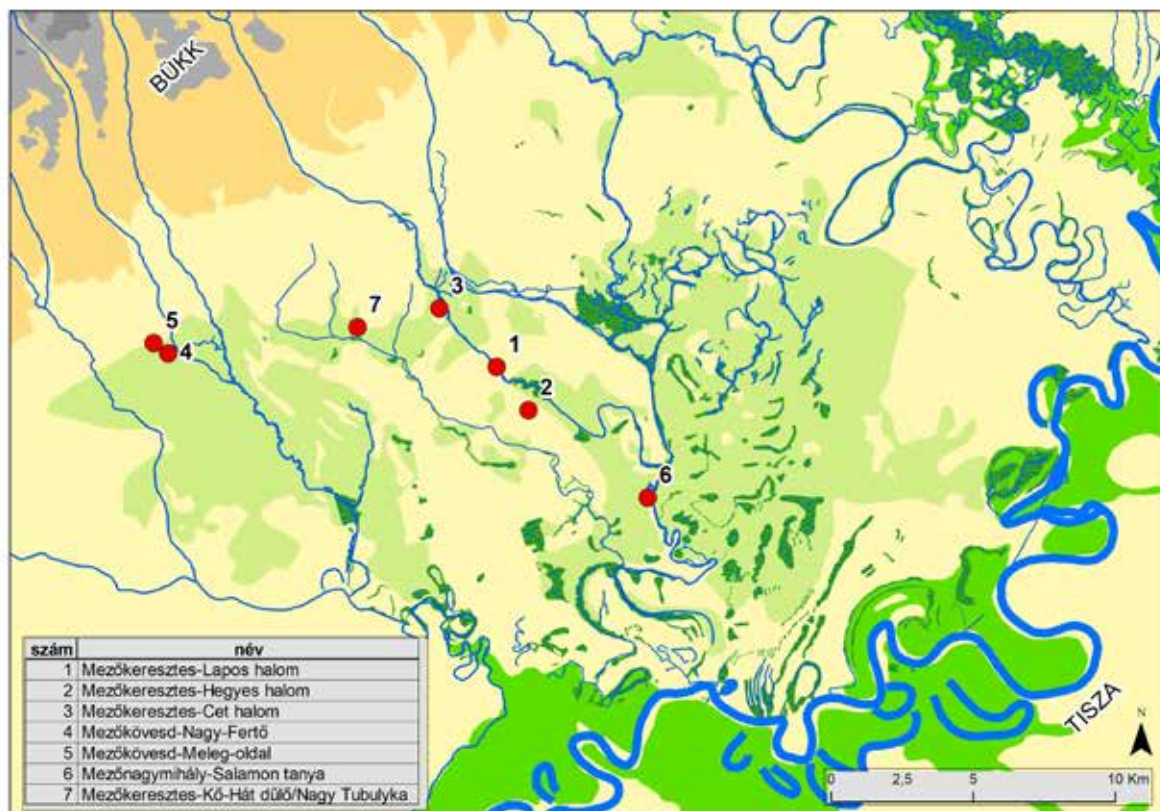 BÜKK
3
7
5
4
1
2
6
TISZA
N
szám név
1 Mezőkeresztes-Lapos halom
2 Mezőkeresztes-Hegyes halom
3 Mezőkeresztes-Cet halom
4 Mezőkövesd-Nagy-Fertő
5 Mezőkövesd-Meleg-oldal
6 Mezőnagymihály-Salamon tanya
7 Mezőkeresztes-Kő-Hát dűlő/Nagy Tubulyka
0 2,5 5 10 Km